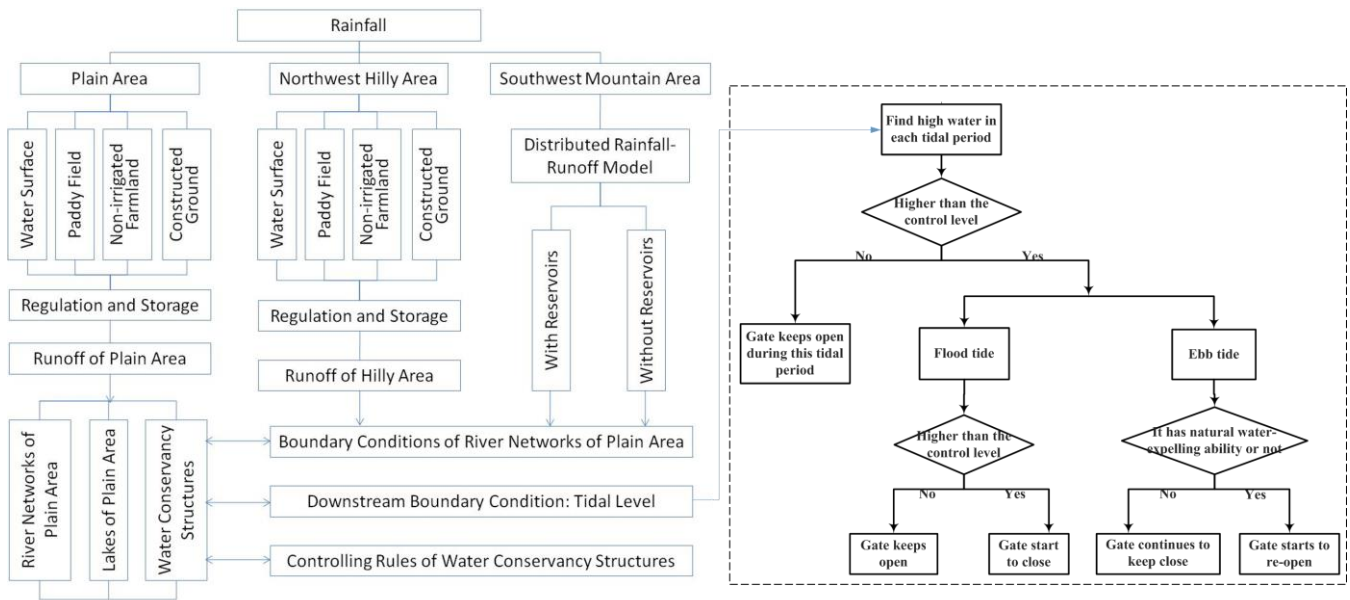 Rainfall
Plain Area
Northwest Hilly Area
Southwest Mountain Area
Water Surface
Paddy Field
Non-irrigated
Farmland
Constructed
Ground
Water Surface
Paddy Field
Non-irrigated
Farmland
Constructed
Ground
Distributed Rainfall-
Runoff Model
With Reservoirs
Without Reservoirs
Regulation and Storage
Regulation and Storage
Runoff of Plain Area
Runoff of Hilly Area
River Networks of
Plain Area
Lakes of Plain Area
Water Conservancy
Structures
Boundary Conditions of River Networks of Plain Area
Downstream Boundary Condition: Tidal Level
Controlling Rules of Water Conservancy Structures
Find high water in
each tidal period
Higher than the
control level
No
Yes
Gate keeps open
during this tidal
period
Flood tide
Ebb tide
Higher than the
control level
It has natural water-
expelling ability or not
No
Yes
No
Yes
Gate keeps
open
Gate start
to close
Gate continues to
keep close
Gate starts to
re-open